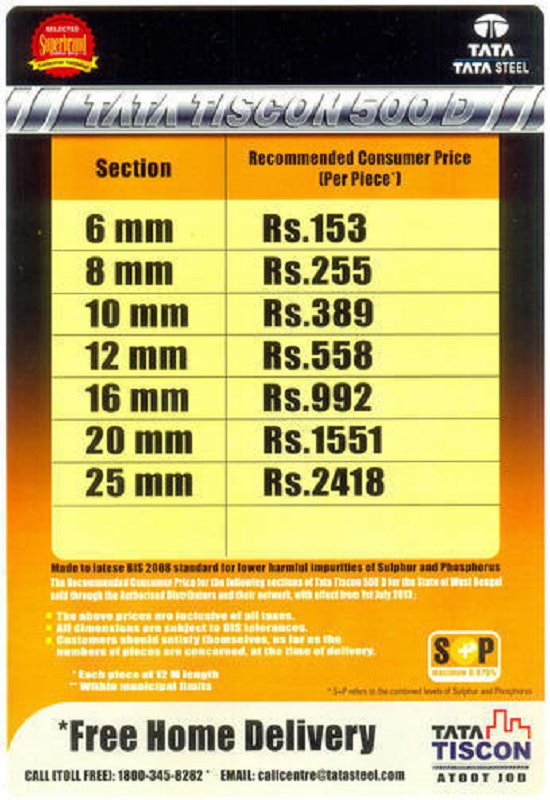 SELECTED
Superbrand
TATA
TATA STEEL
TATA TISCON 500 D
Section
Recommended Consumer Price
(Per Piece*)
6 mm Rs.153
8 mm Rs.255
10 mm Rs.389
12 mm Rs.558
16 mm Rs.992
20 mm Rs.1551
25 mm Rs.2418
Made to latese BIS 2008 standard for lower harmful impurities of Sulphur and Phosphorus
The Recommended Consumer Price for the following sections of Tata Tiscon 500 D for the State of West Bengal
sold through the Authorised Distributors and their network, with effect from 1st July 2013:
The above prices are inclusive of all taxes.
All dimensions are subject to BIS tolerances.
Customers should satisfy themselves, as far as the
numbers of pieces are concerned, at the time of delivery.
* Each piece of 12 M length
** Within municipal limits
S+P
maximum 0.075%
* S+P refers to the combined levels of Sulphur and Phosphorus
*Free Home Delivery
CALL (TOLL FREE): 1800-345-8282 * EMAIL: callcentre@tatasteel.com
TATA
TISCON
ATOOT JOD